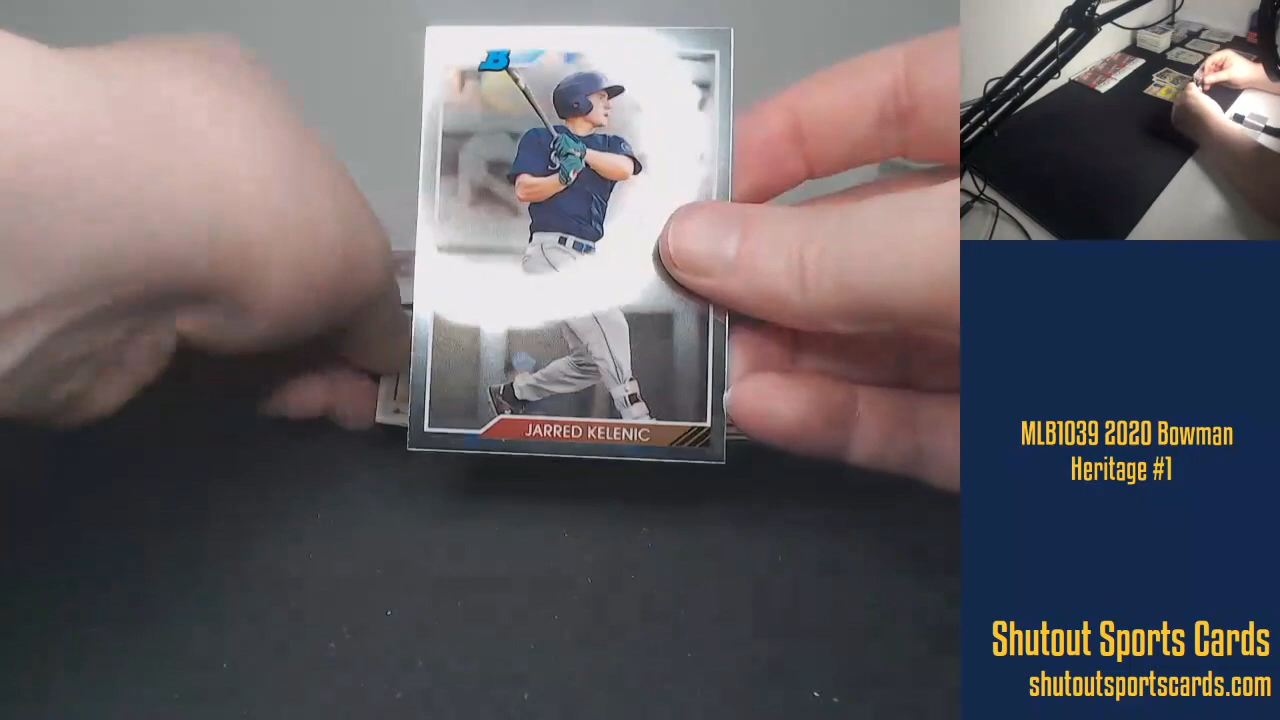 B
JARRED KELENIC
MLB1039 2020 Bowman
Heritage #1
Shutout Sports Cards
shutoutsportscards.com